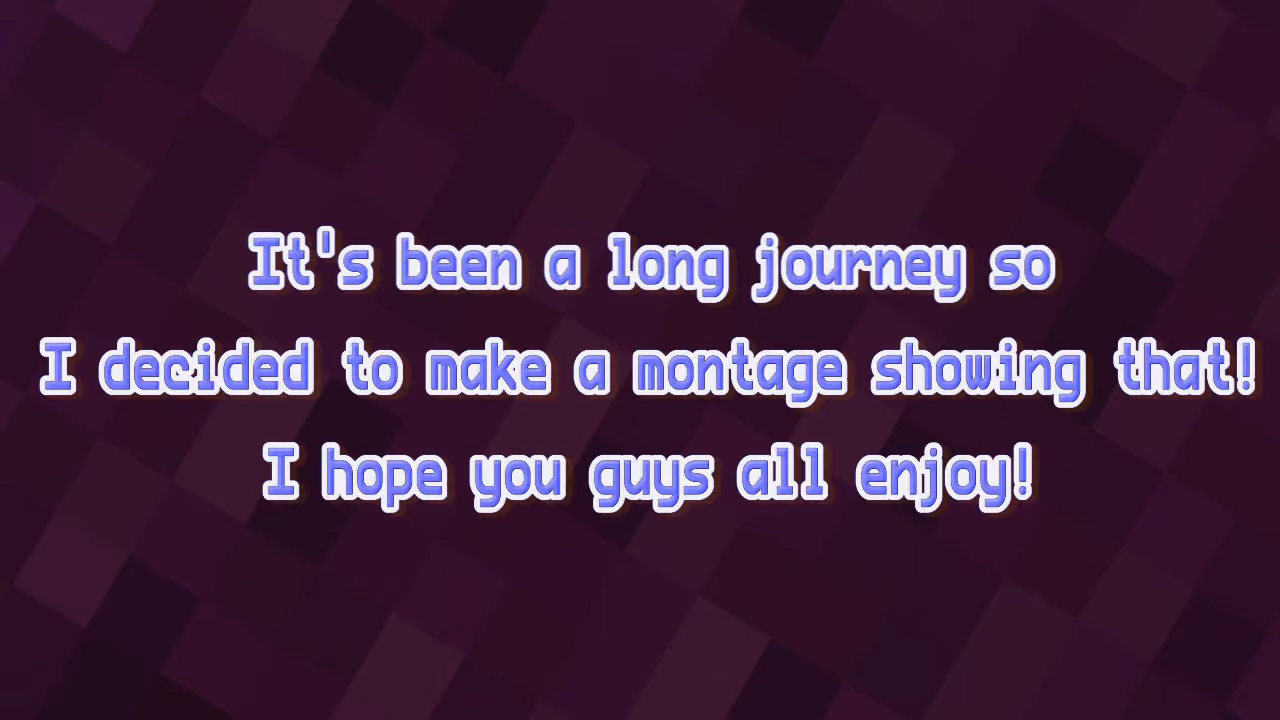 It's been a long journey so
I decided to make a montage showing that!
I hope you guys all enjoy!